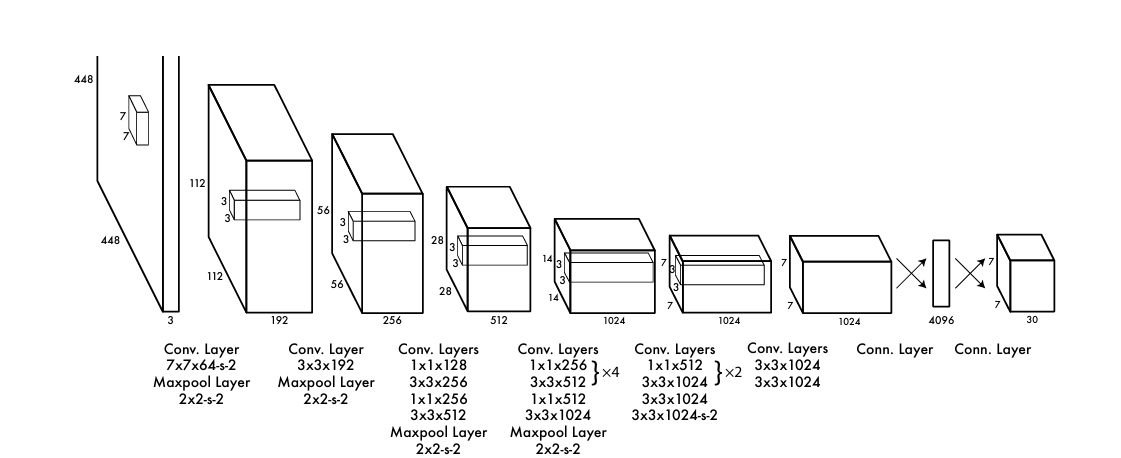 448
7
7
448
3
112
3
3
112
192
56
3
3
56
256
28
3
3
28
512
14
3
3
14
1024
7
3
3
7
1024
7
7
1024
4096
7
7
30
Conv. Layer
7x7x64-s-2
Maxpool Layer
2x2-s-2
Conv. Layer
3x3x192
Maxpool Layer
2x2-s-2
Conv. Layers
1x1x128
3x3x256
1x1x256
3x3x512
Maxpool Layer
2x2-s-2
Conv. Layers
1x1x256
3x3x512
}×4
1x1x512
3x3x1024
Maxpool Layer
2x2-s-2
Conv. Layers
1x1x512
3x3x1024
}×2
3x3x1024
3x3x1024-s-2
Conv. Layers
3x3x1024
3x3x1024
Conn. Layer
Conn. Layer